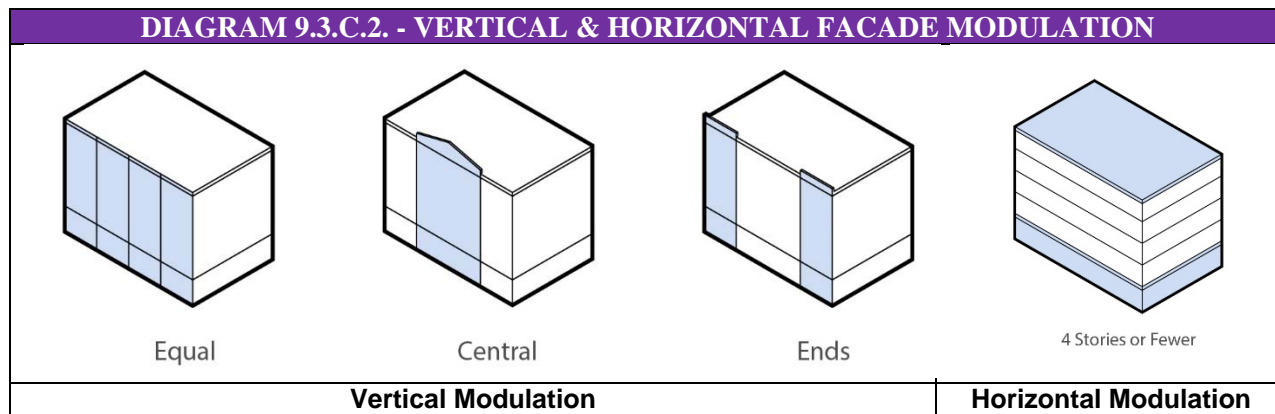 DIAGRAM 9.3.C.2. - VERTICAL & HORIZONTAL FACADE MODULATION
Equal
Central
Ends
4 Stories or Fewer
Vertical Modulation
Horizontal Modulation